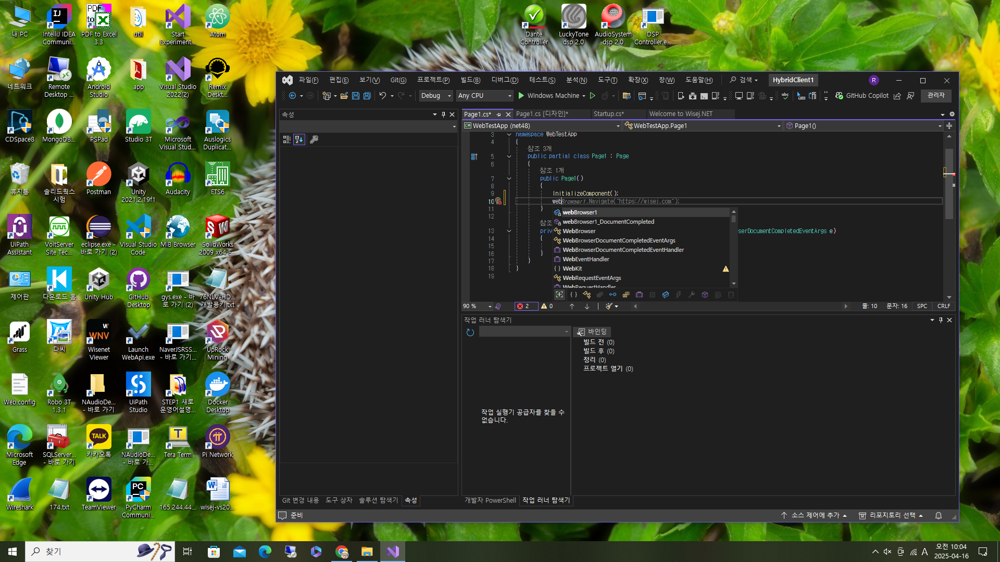 내 PC
IntelliJ IDEA Communi...
PDF to Excel 3.3
util
Start Experiment...
Atom
네트워크
Remote Desktop ...
Android Studio
app
Visual Studio 2022(2)
Remix Deskt...
CDSpace8
MongoDB...
PSPad
Studio 3T
Microsoft Visual Stud...
Auslogics Duplicat...
휴지통
솔리드웍스 시험
Postman
Unity 2021.2.19f1
Audacity
ETS6
UiPath Assistant
VoltServer Site Tec...
eclipse.exe - 바로 가기 (2)
Visual Studio Code
MIB Browser
SolidWorks 2009 x64 E...
제어판
다운로드 홈
Unity Hub
GitHub Desktop
gys.exe - 바로 가기 (2)
76NLV-HD... 개발용키.txt
Grass
다씨
Wisenet Viewer
Launch WebApi.exe
NaverJSRSS... - 바로 가기...
UpRock Mining
Web.config
Robo 3T 1.3.1
NAudioDe... - 바로 가기
UiPath Studio
STEP1 새로운영어설명...
Docker Desktop
Microsoft Edge
SQLServer... - 바로 가기
카카오톡
NAudioDe... - 바로 가...
Tera Term
Pi Network
Wireshark
174.txt
TeamViewer
PyCharm Communi...
165.244.44...
wisej-vs20...
Dante Controller
LuckyTone dsp 2.0
AudioSystem dsp 2.0
DSP Controller.e...
파일(F) 편집(E) 보기(V) Git(G) 프로젝트(P) 빌드(B) 디버그(D) 테스트(S) 분석(N) 도구(T) 확장(X) 창(W) 도움말(H) 검색 HybridClient1 R
Debug Any CPU Windows Machine GitHub Copilot 관리자
속성
Page1.cs* Page1.cs [디자인]* Startup.cs* Welcome to Wisej.NET
WebTestApp (net48) WebTestApp.Page1 Page1()
3 namespace WebTestApp
4 {
참조 3개
5 public partial class Page1 : Page
6 {
참조 1개
7 public Page1()
8 {
9 InitializeComponent();
10 webBrowser1.Navigate("https://wisej.com");
11 }
12
참조
13 priv serDocumentCompletedEventArgs e)
14 {
15
16 }
17 }
18 }
19
webBrowser1
webBrowser1_DocumentCompleted
WebBrowser
WebBrowserDocumentCompletedEventArgs
WebBrowserDocumentCompletedEventHandler
WebEventHandler
{ } WebKit
WebRequestEventArgs
WebRequestHandler
90 % 2 0 줄: 10 문자: 16 SPC CRLF
작업 러너 탐색기
바인딩
빌드 전 (0)
빌드 후 (0)
정리 (0)
프로젝트 열기 (0)
작업 실행기 공급자를 찾을 수
없습니다.
Git 변경 내용 도구 상자 솔루션 탐색기 속성
개발자 PowerShell 작업 러너 탐색기
준비 소스 제어에 추가 리포지토리 선택
찾기
A 오전 10:04
2025-04-16